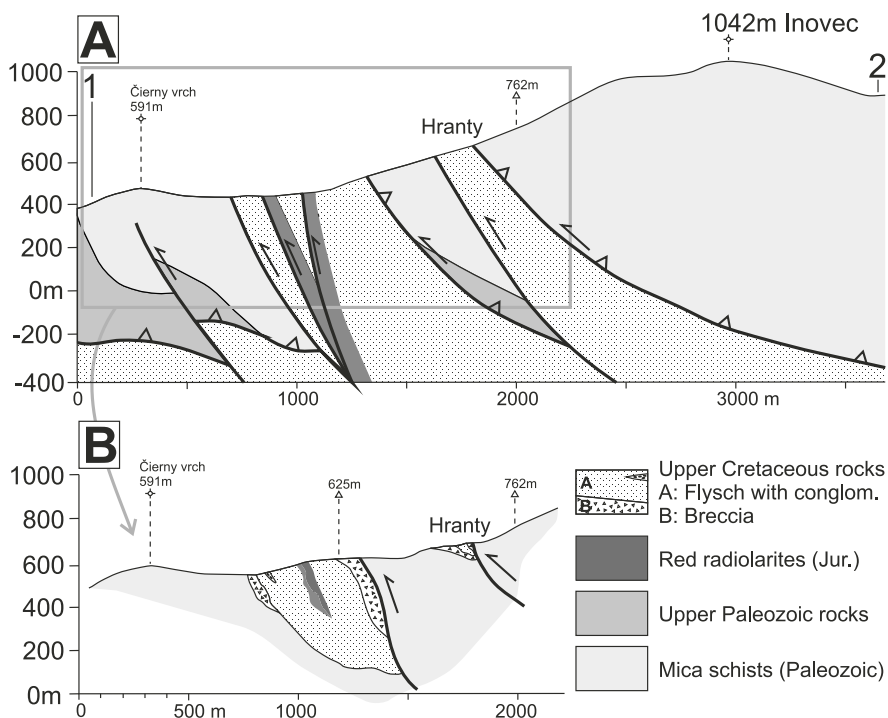 A
1042m Inovec
1
2
Čierny vrch
591m
762m
Hranty
1000
800
600
400
200
0m
-200
-400
0
1000
2000
3000 m
B
Čierny vrch
591m
625m
762m
Hranty
1000
800
600
400
200
0m
0
500 m
1000
2000
A
B
Upper Cretaceous rocks
A: Flysch with conglom.
B: Breccia
Red radiolarites (Jur.)
Upper Paleozoic rocks
Mica schists (Paleozoic)